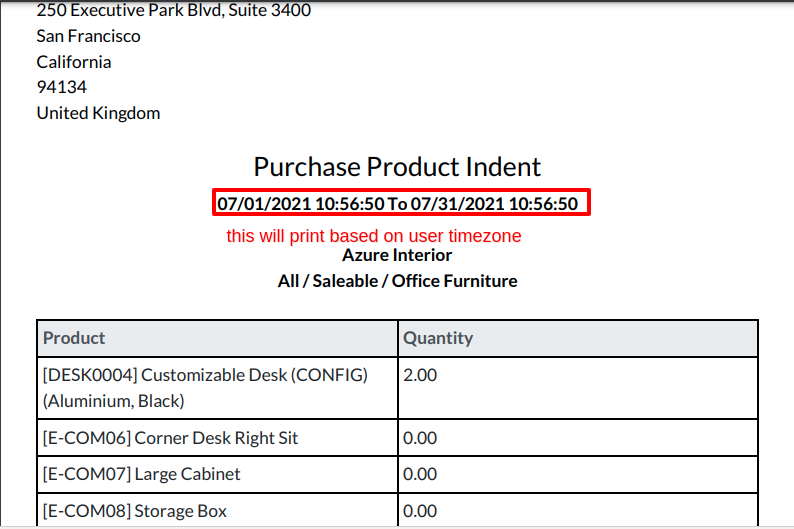 250 Executive Park Blvd, Suite 3400
San Francisco
California
94134
United Kingdom
Purchase Product Indent
07/01/2021 10:56:50 To 07/31/2021 10:56:50
this will print based on user timezone
Azure Interior
All / Saleable / Office Furniture
Product Quantity
[DESK0004] Customizable Desk (CONFIG) 2.00
(Aluminium, Black)
[E-COM06] Corner Desk Right Sit 0.00
[E-COM07] Large Cabinet 0.00
[E-COM08] Storage Box 0.00